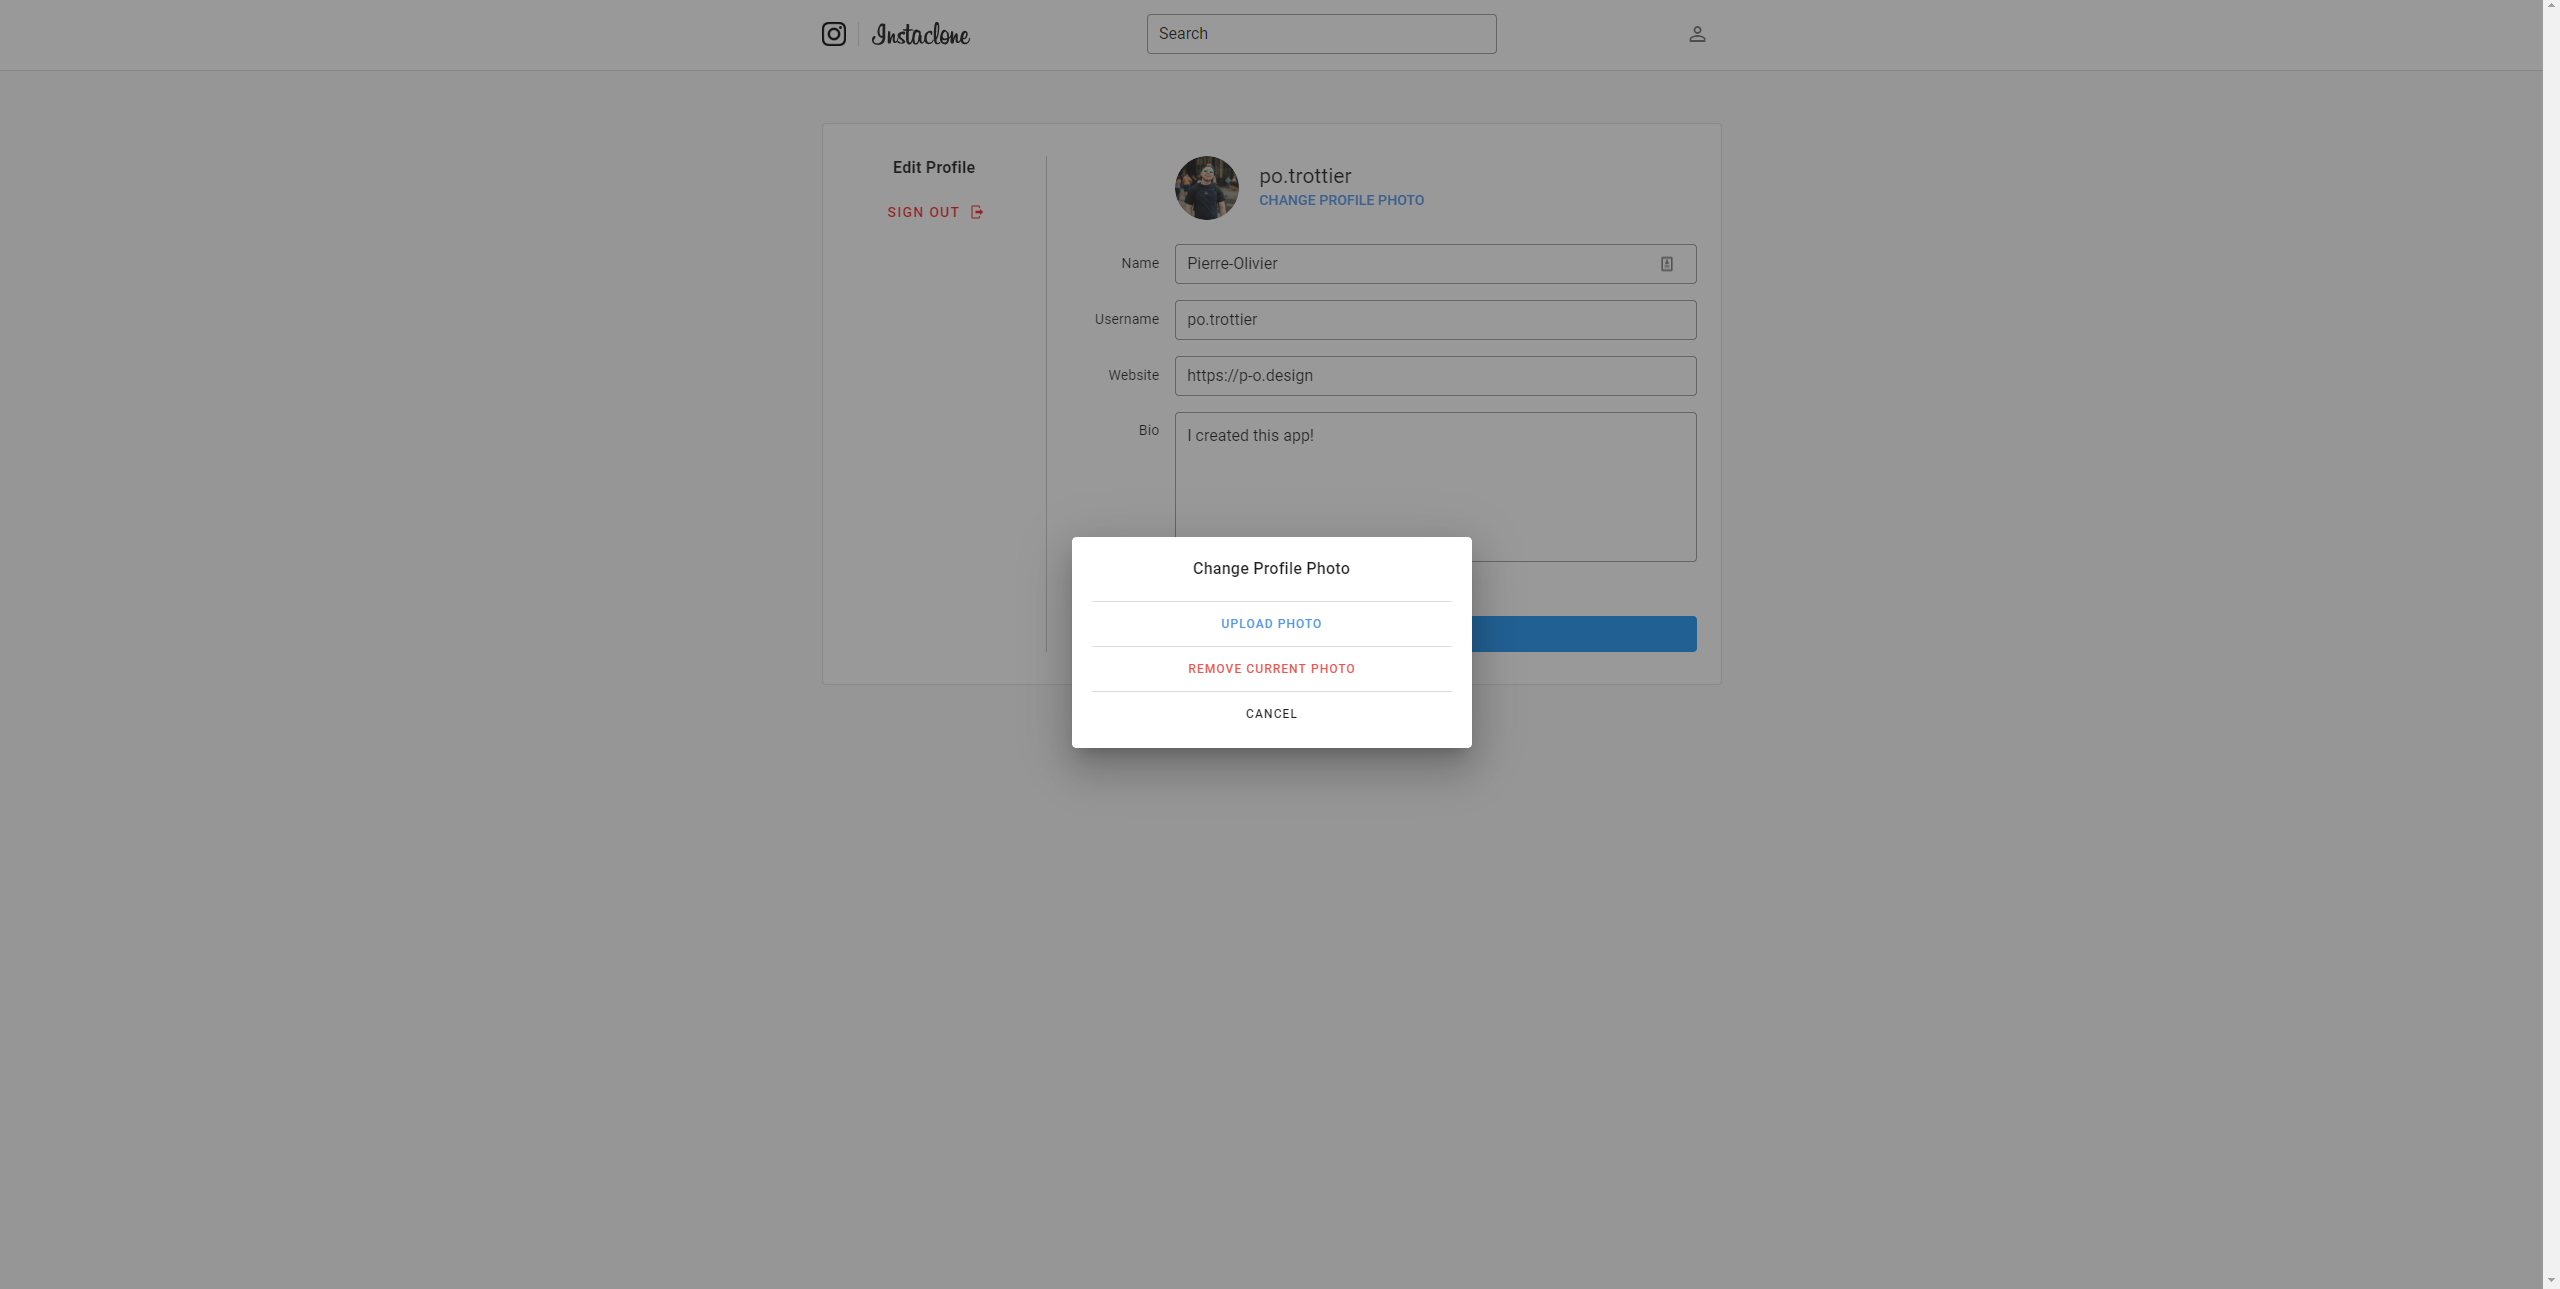 Instaclone
Search
Edit Profile
SIGN OUT
po.trottier
CHANGE PROFILE PHOTO
Name
Pierre-Olivier
Username
po.trottier
Website
https://p-o.design
Bio
I created this app!
Change Profile Photo
UPLOAD PHOTO
REMOVE CURRENT PHOTO
CANCEL